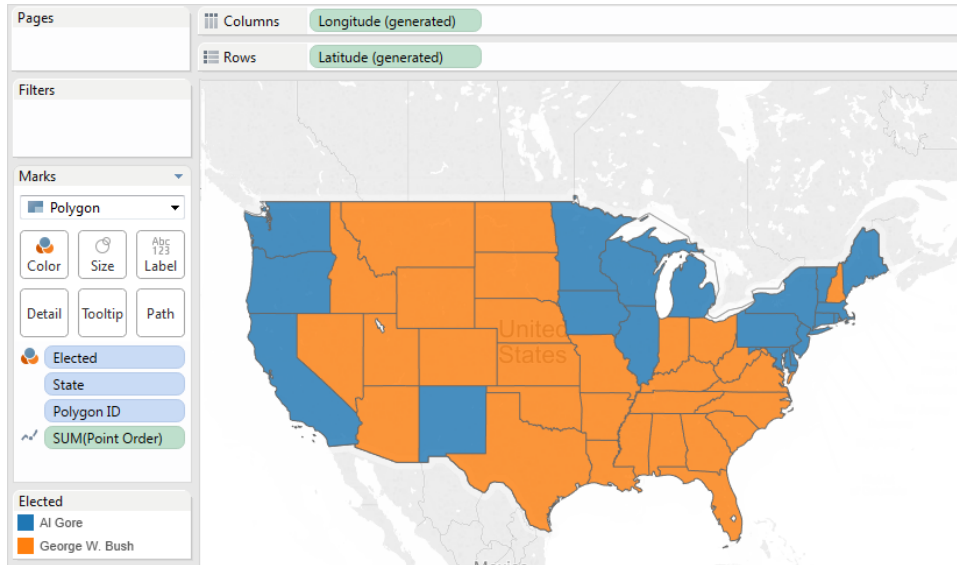 Pages
Columns
Longitude (generated)
Rows
Latitude (generated)
Filters
Marks
Polygon
Color
Size
Abc
123
Label
Detail
Tooltip
Path
Elected
State
Polygon ID
SUM(Point Order)
Elected
Al Gore
George W. Bush
United
States
Mexico